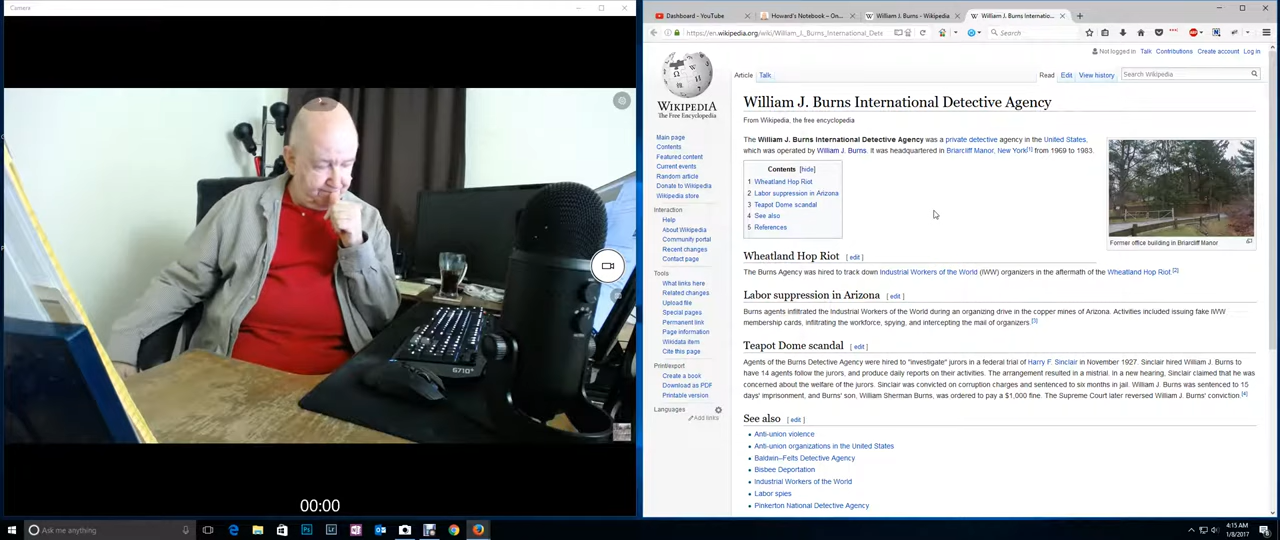 Camera
00:00
G710+
Dashboard - YouTube
Howard's Notebook – On...
William J. Burns - Wikipedia
William J. Burns Internatio...
https://en.wikipedia.org/wiki/William_J._Burns_International_Dete
Search
Not logged in Talk Contributions Create account Log in
Article Talk
Read Edit View history
Search Wikipedia
WIKIPEDIA
The Free Encyclopedia
Main page
Contents
Featured content
Current events
Random article
Donate to Wikipedia
Wikipedia store
Interaction
Help
About Wikipedia
Community portal
Recent changes
Contact page
Tools
What links here
Related changes
Upload file
Special pages
Permanent link
Page information
Wikidata item
Cite this page
Print/export
Create a book
Download as PDF
Printable version
Languages
Add links
William J. Burns International Detective Agency
From Wikipedia, the free encyclopedia
The William J. Burns International Detective Agency was a private detective agency in the United States,
which was operated by William J. Burns. It was headquartered in Briarcliff Manor, New York[1] from 1969 to 1983.
Contents [hide]
1 Wheatland Hop Riot
2 Labor suppression in Arizona
3 Teapot Dome scandal
4 See also
5 References
Former office building in Briarcliff Manor
Wheatland Hop Riot [edit]
The Burns Agency was hired to track down Industrial Workers of the World (IWW) organizers in the aftermath of the Wheatland Hop Riot.[2]
Labor suppression in Arizona [edit]
Burns agents infiltrated the Industrial Workers of the World during an organizing drive in the copper mines of Arizona. Activities included issuing fake IWW
membership cards, infiltrating the workforce, spying, and intercepting the mail of organizers.[3]
Teapot Dome scandal [edit]
Agents of the Burns Detective Agency were hired to "investigate" jurors in a federal trial of Harry F. Sinclair in November 1927. Sinclair hired William J. Burns to
have 14 agents follow the jurors, and produce daily reports on their activities. The arrangement resulted in a mistrial. In a new hearing, Sinclair claimed that he was
concerned about the welfare of the jurors. Sinclair was convicted on corruption charges and sentenced to six months in jail. William J. Burns was sentenced to 15
days' imprisonment, and Burns' son, William Sherman Burns, was ordered to pay a $1,000 fine. The Supreme Court later reversed William J. Burns' conviction.[4]
See also [edit]
Anti-union violence
Anti-union organizations in the United States
Baldwin–Felts Detective Agency
Bisbee Deportation
Industrial Workers of the World
Labor spies
Pinkerton National Detective Agency
Ask me anything
4:15 AM
1/8/2017